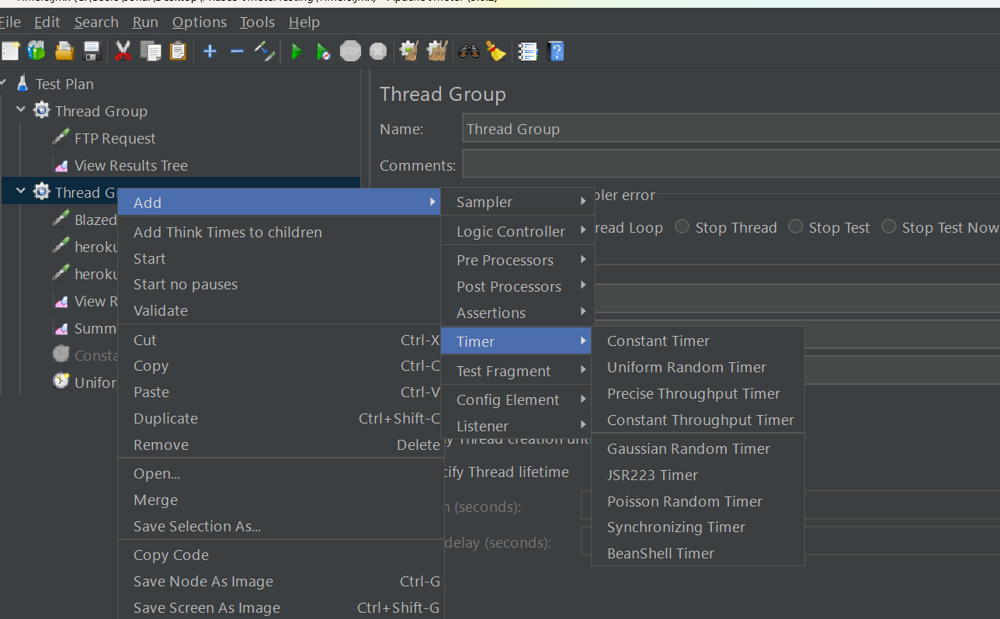 File Edit Search Run Options Tools Help
STOP
Test Plan
Thread Group
FTP Request
View Results Tree
Thread G
Blazed
heroku
heroku
View R
Summ
Consta
Unifor
Thread Group
Name: Thread Group
Comments:
pler error
read Loop Stop Thread Stop Test Stop Test Now
y Thread creation unti
cify Thread lifetime
n (seconds):
delay (seconds):
Add
Add Think Times to children
Start
Start no pauses
Validate
Cut Ctrl-X
Copy Ctrl-C
Paste Ctrl-V
Duplicate Ctrl+Shift-C
Remove Delete
Open...
Merge
Save Selection As...
Copy Code
Save Node As Image Ctrl-G
Save Screen As Image Ctrl+Shift-G
Sampler
Logic Controller
Pre Processors
Post Processors
Assertions
Timer
Test Fragment
Config Element
Listener
Constant Timer
Uniform Random Timer
Precise Throughput Timer
Constant Throughput Timer
Gaussian Random Timer
JSR223 Timer
Poisson Random Timer
Synchronizing Timer
BeanShell Timer